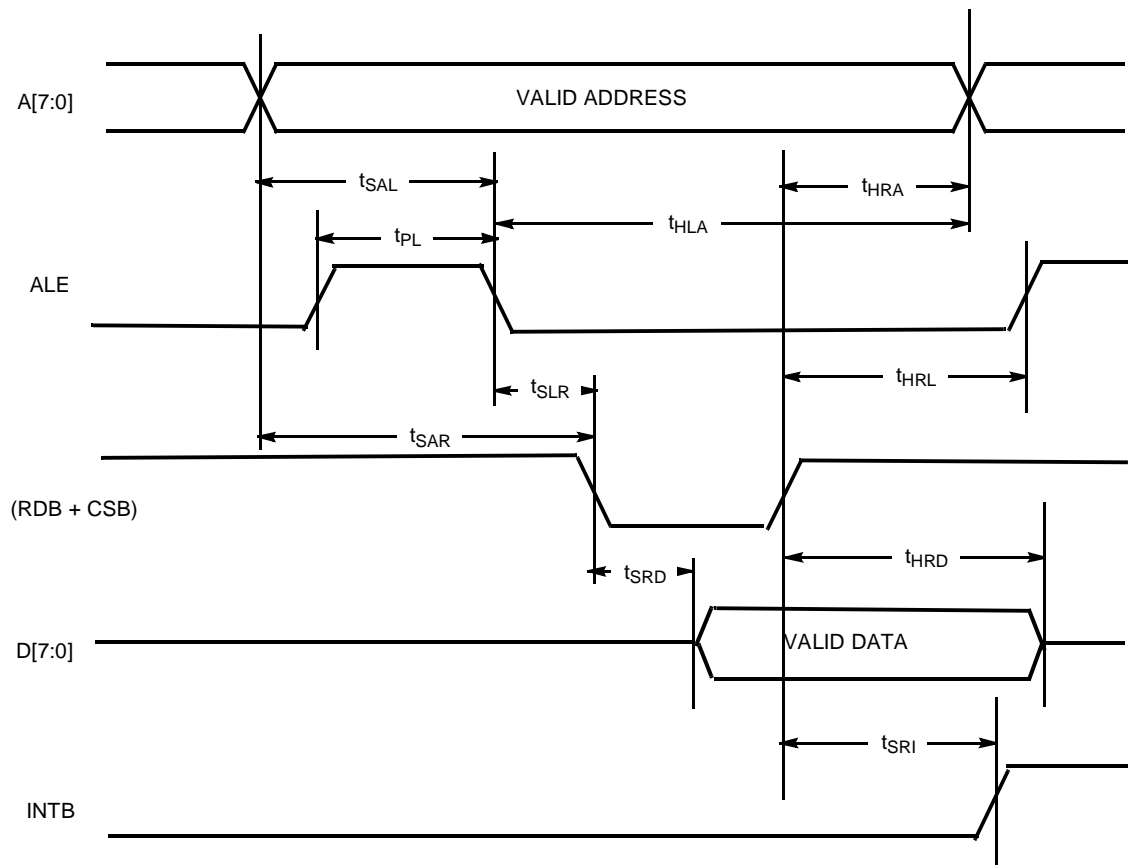 A[7:0]
VALID ADDRESS
tSAL
tHRA
tHLA
tPL
ALE
tHRL
tSLR
tSAR
(RDB + CSB)
tHRD
tSRD
D[7:0]
VALID DATA
tSRI
INTB